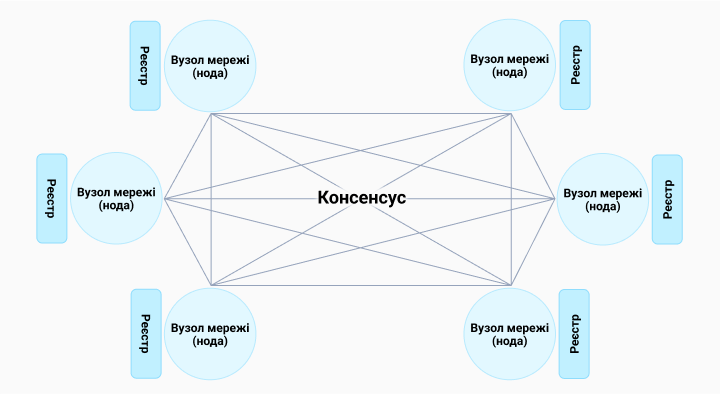 Реєстр
Вузол мережі
(нода)
Вузол мережі
(нода)
Реєстр
Реєстр
Вузол мережі
(нода)
Консенсус
Вузол мережі
(нода)
Реєстр
Реєстр
Вузол мережі
(нода)
Вузол мережі
(нода)
Реєстр